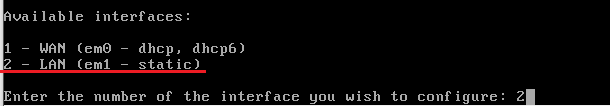 Available interfaces:
1 - WAN (em0 - dhcp, dhcp6)
2 - LAN (em1 - static)
Enter the number of the interface you wish to configure: 2